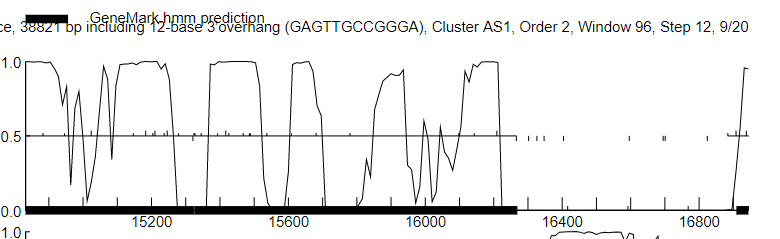 GeneMark.hmm prediction
ce, 38821 bp including 12-base 3' overhang (GAGTTGCCGGGA), Cluster AS1, Order 2, Window 96, Step 12, 9/20
1.0
0.5
0.0
15200 15600 16000 16400 16800
1.0